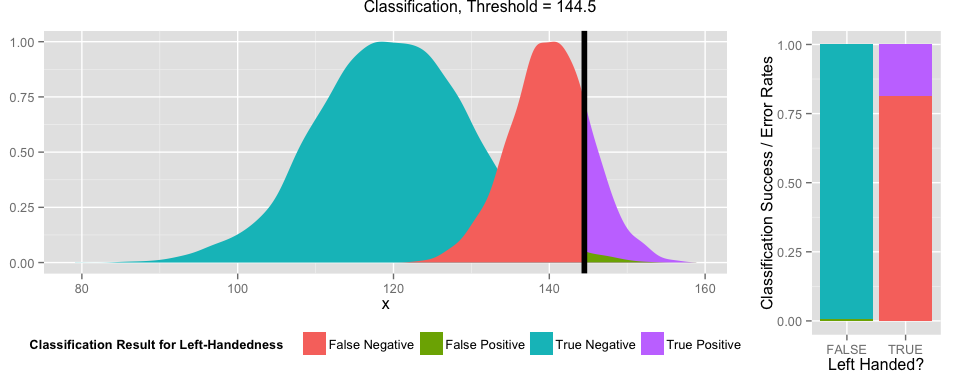 Classification, Threshold = 144.5
1.00
0.75
0.50
0.25
0.00
80 100 120 140 160
x
Classification Result for Left-Handedness False Negative False Positive True Negative True Positive
Classification Success / Error Rates
1.00
0.75
0.50
0.25
0.00
FALSE TRUE
Left Handed?